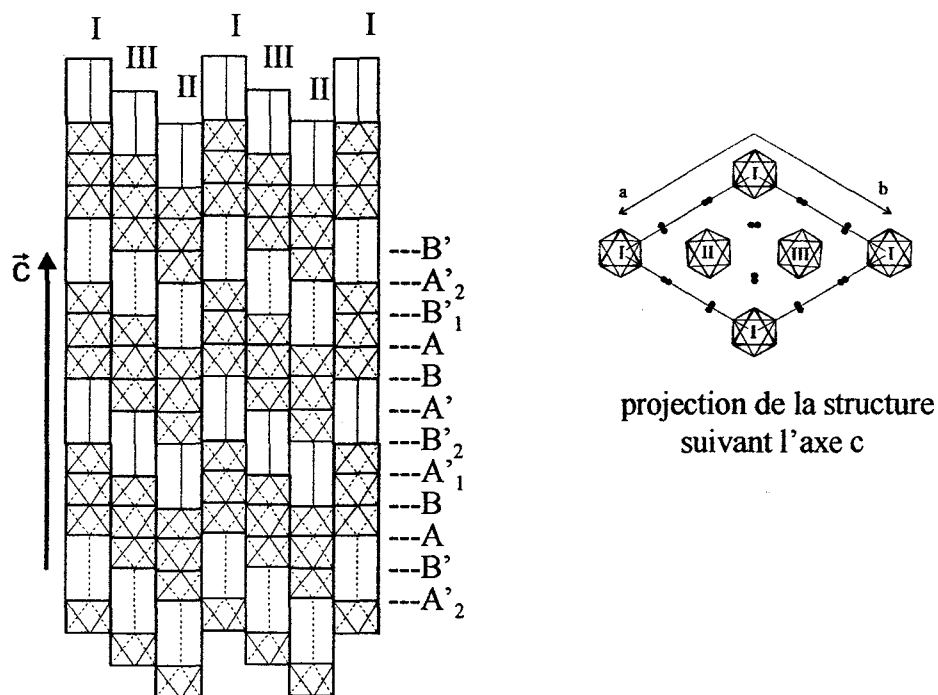 I I I
III III
II II
c
B'
A'2
B'1
A
B
A'
B'2
A'1
B
A
B'
A'2
a b
I
I II III I
I
projection de la structure
suivant l'axe c